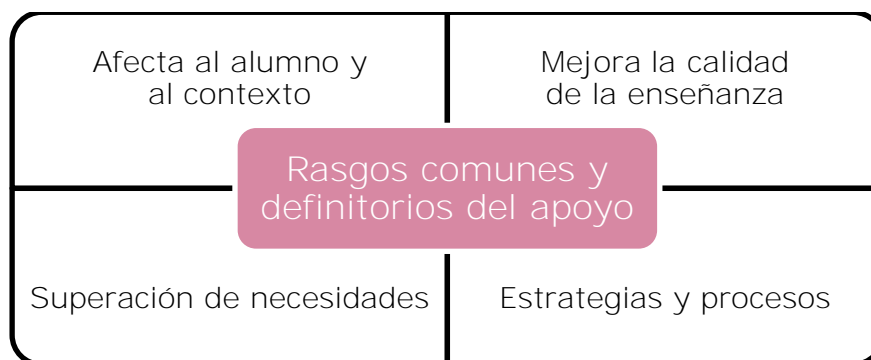 Afecta al alumno y
al contexto
Mejora la calidad
de la enseñanza
Rasgos comunes y
definitorios del apoyo
Superación de necesidades
Estrategias y procesos